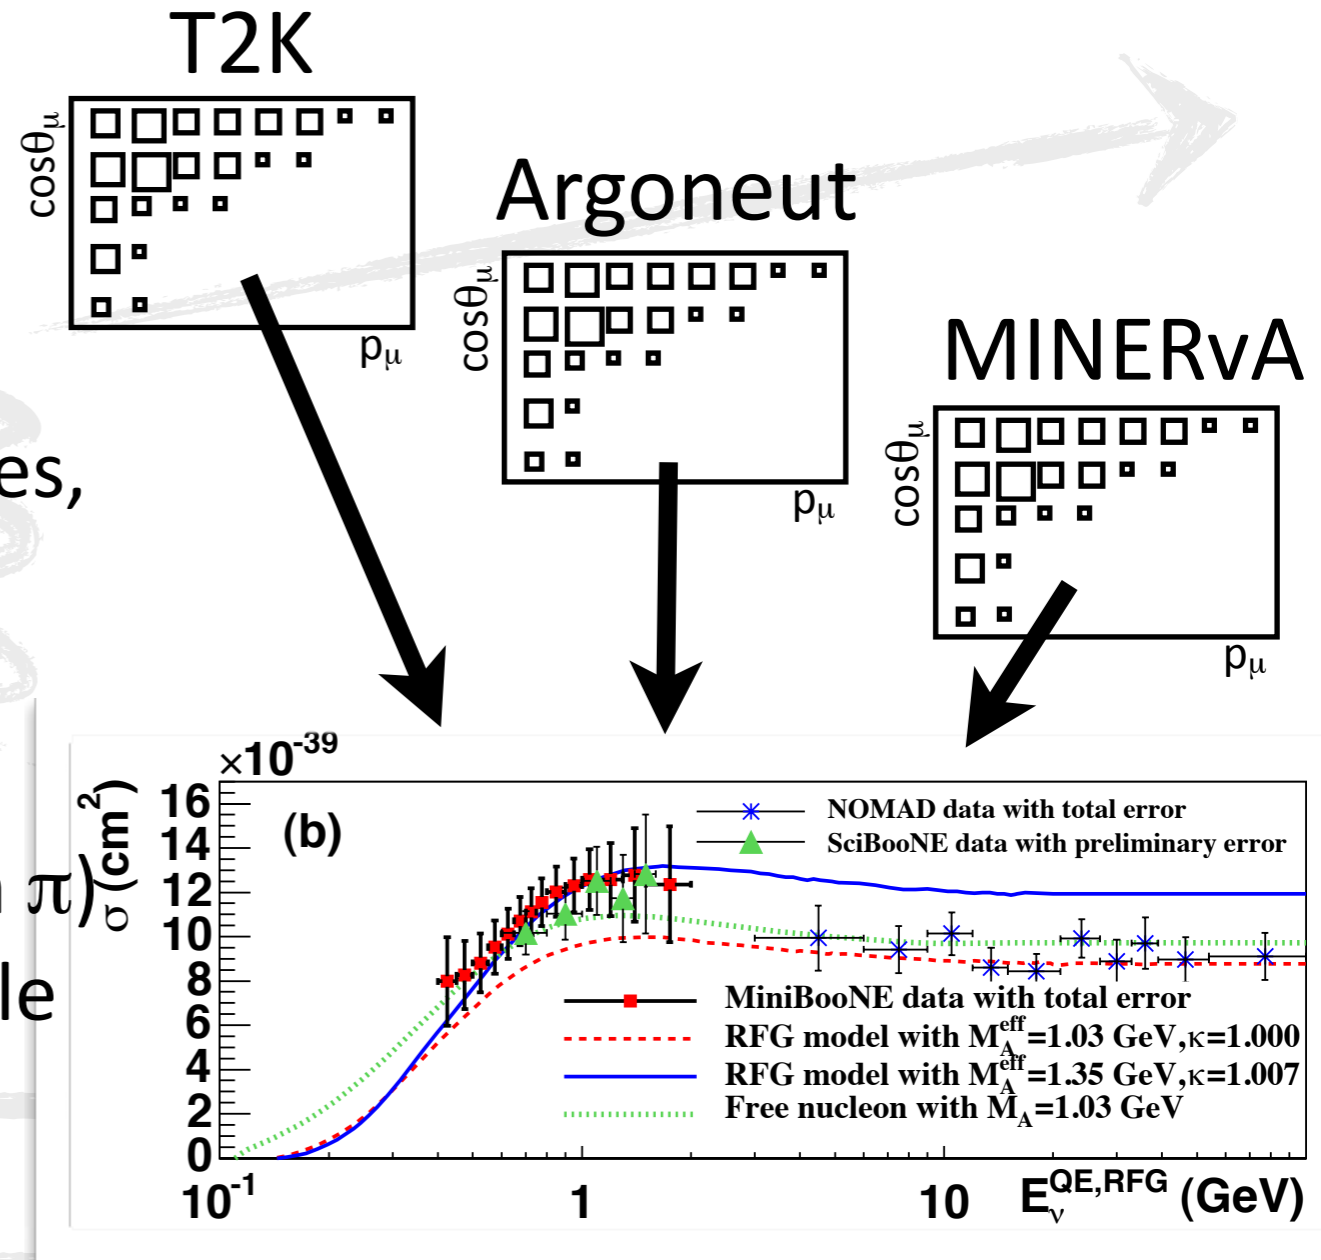 T2K
cosθμ
pμ
Argoneut
cosθμ
pμ
MINERvA
cosθμ
pμ
es,
π)
le
×10⁻³⁹
σ (cm²)
16
14
12
10
8
6
4
2
0
(b)
NOMAD data with total error
SciBooNE data with preliminary error
MiniBooNE data with total error
RFG model with M_A^eff=1.03 GeV,κ=1.000
RFG model with M_A^eff=1.35 GeV,κ=1.007
Free nucleon with M_A=1.03 GeV
10⁻¹
1
10
E_ν^QE,RFG (GeV)